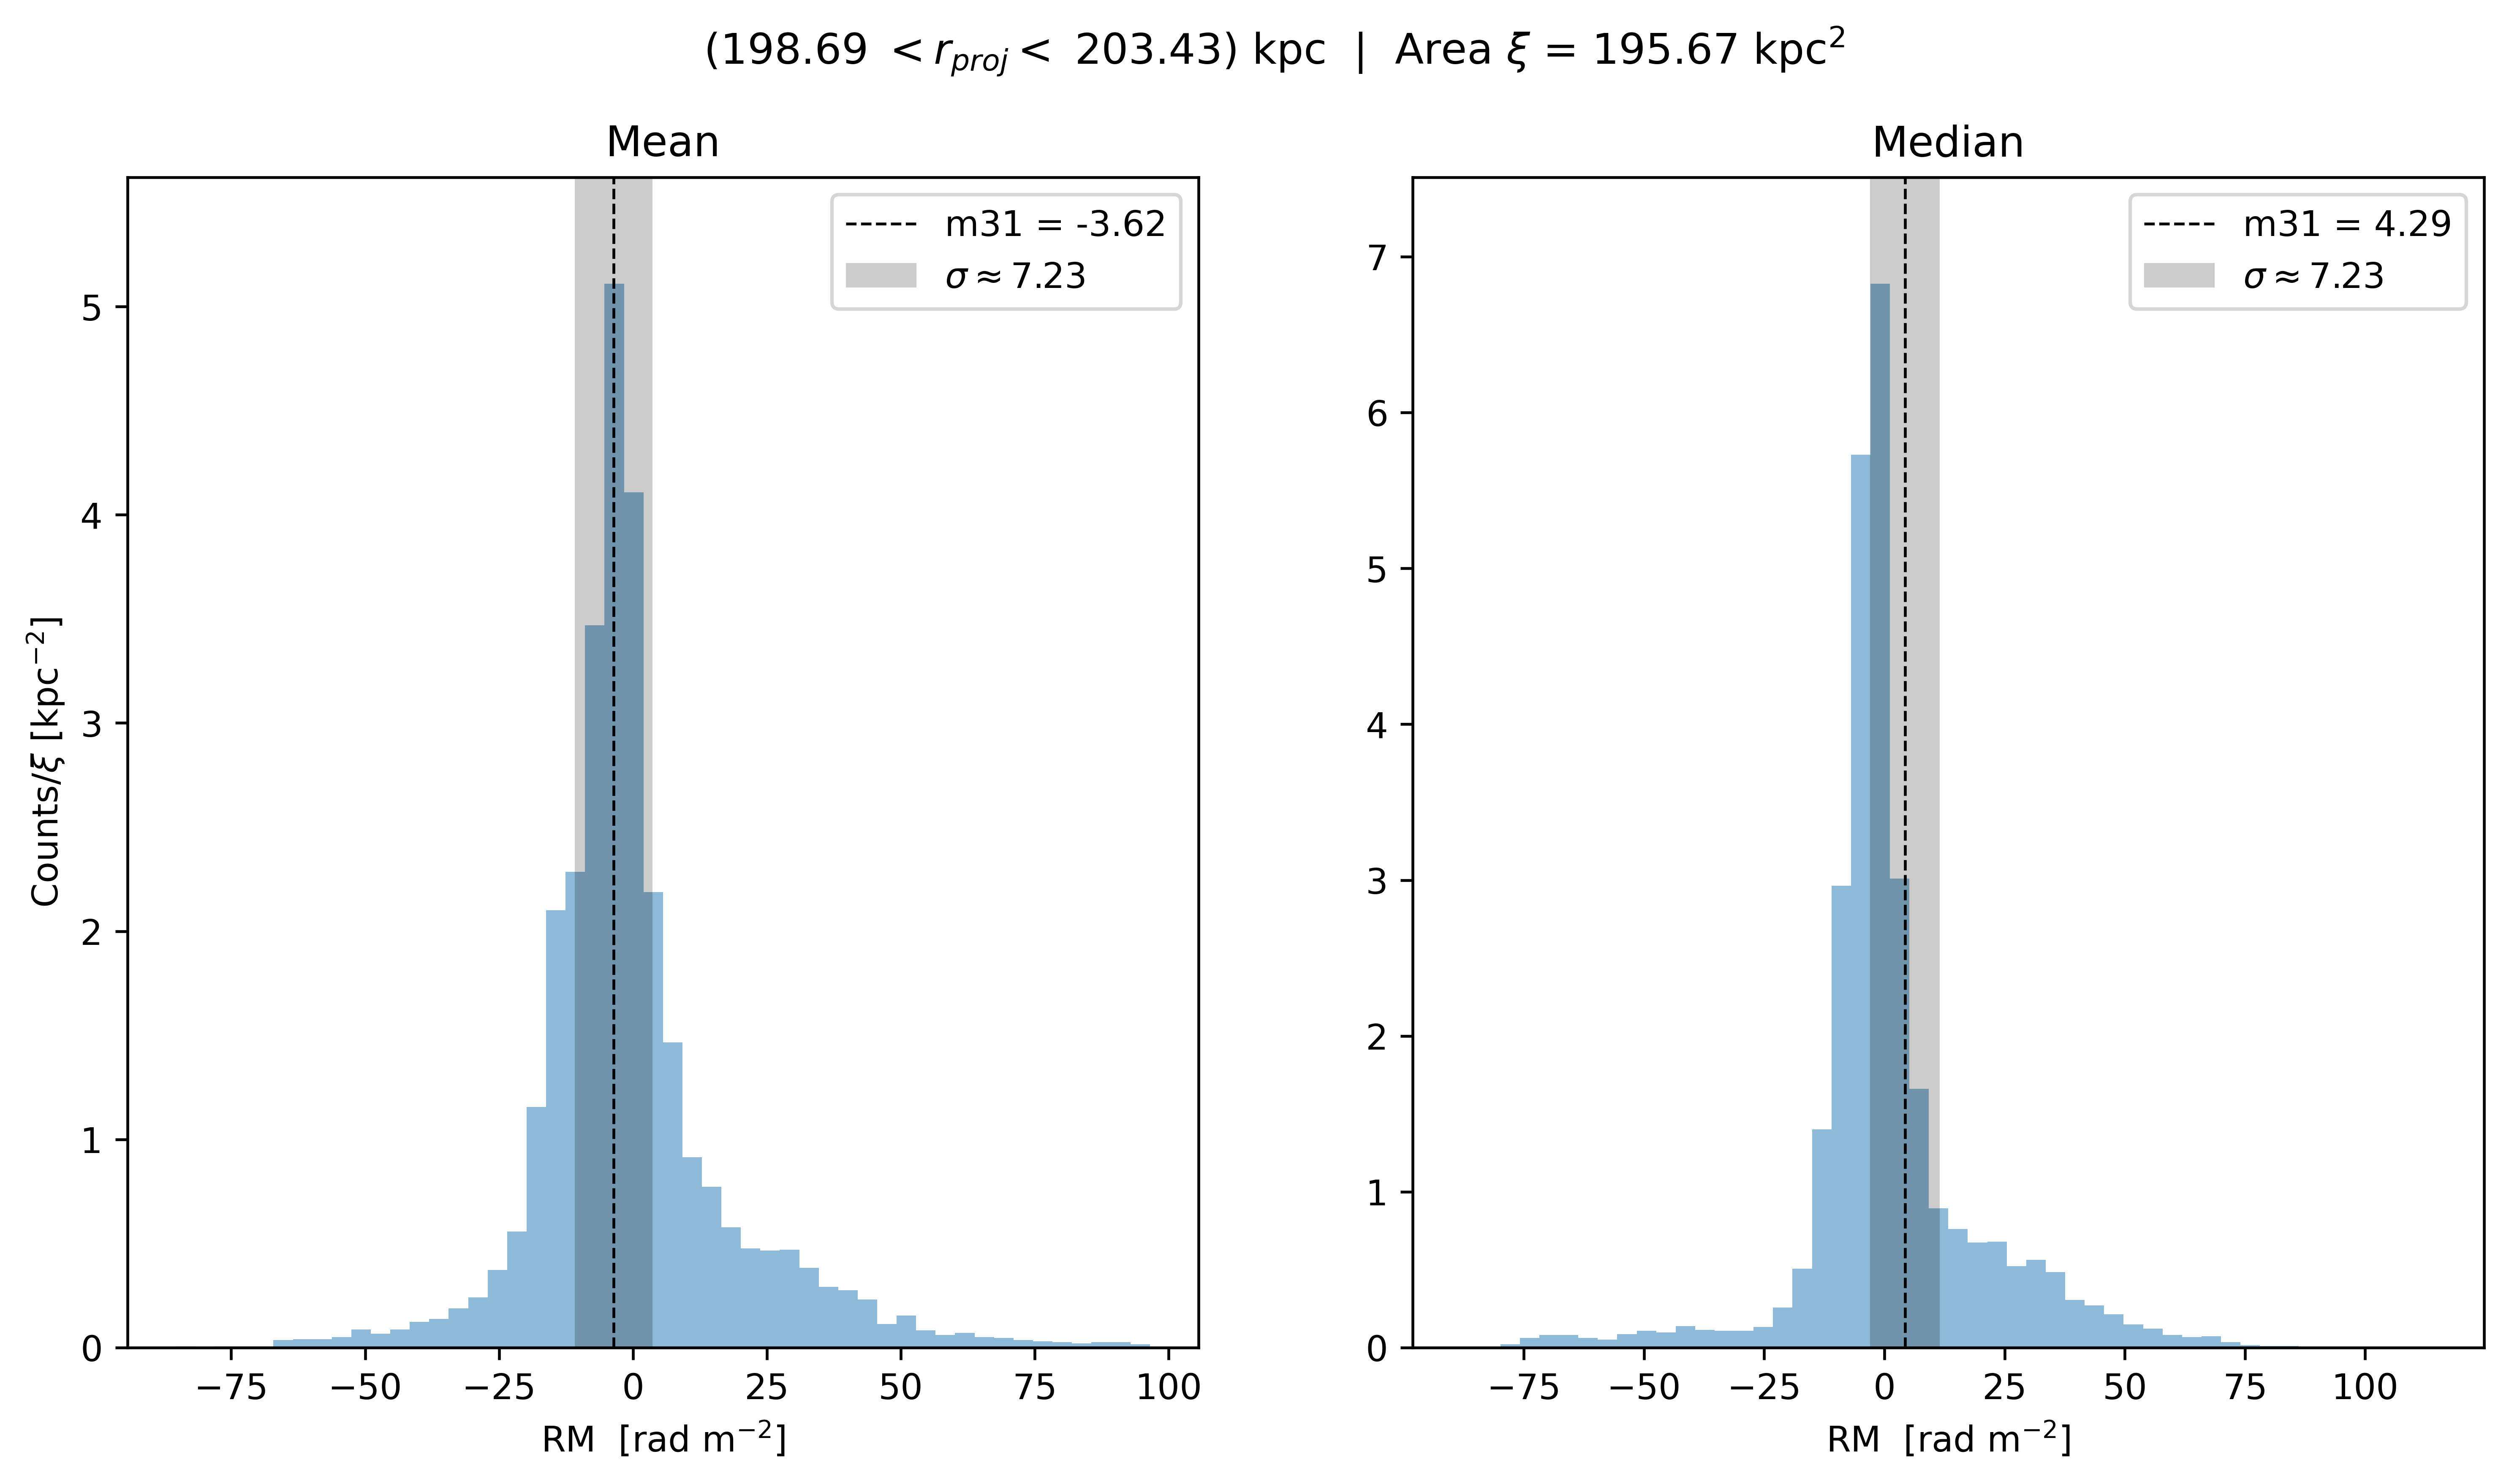 (198.69 < r_proj < 203.43) kpc | Area ξ = 195.67 kpc²
Mean
m31 = -3.62
σ ≈ 7.23
5
4
3
2
1
0
Counts/ξ [kpc⁻²]
−75 −50 −25 0 25 50 75 100
RM [rad m⁻²]
Median
m31 = 4.29
σ ≈ 7.23
7
6
5
4
3
2
1
0
−75 −50 −25 0 25 50 75 100
RM [rad m⁻²]